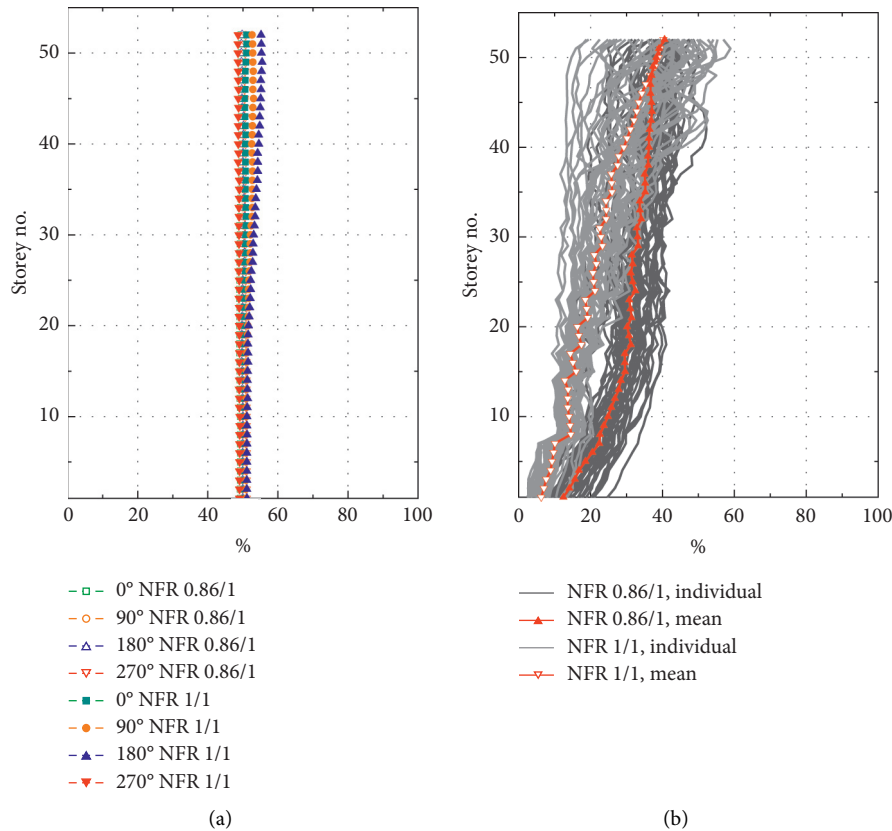 50
40
30
20
10
Storey no.
0 20 40 60 80 100
%
0° NFR 0.86/1
90° NFR 0.86/1
180° NFR 0.86/1
270° NFR 0.86/1
0° NFR 1/1
90° NFR 1/1
180° NFR 1/1
270° NFR 1/1
(a)
50
40
30
20
10
Storey no.
0 20 40 60 80 100
%
NFR 0.86/1, individual
NFR 0.86/1, mean
NFR 1/1, individual
NFR 1/1, mean
(b)